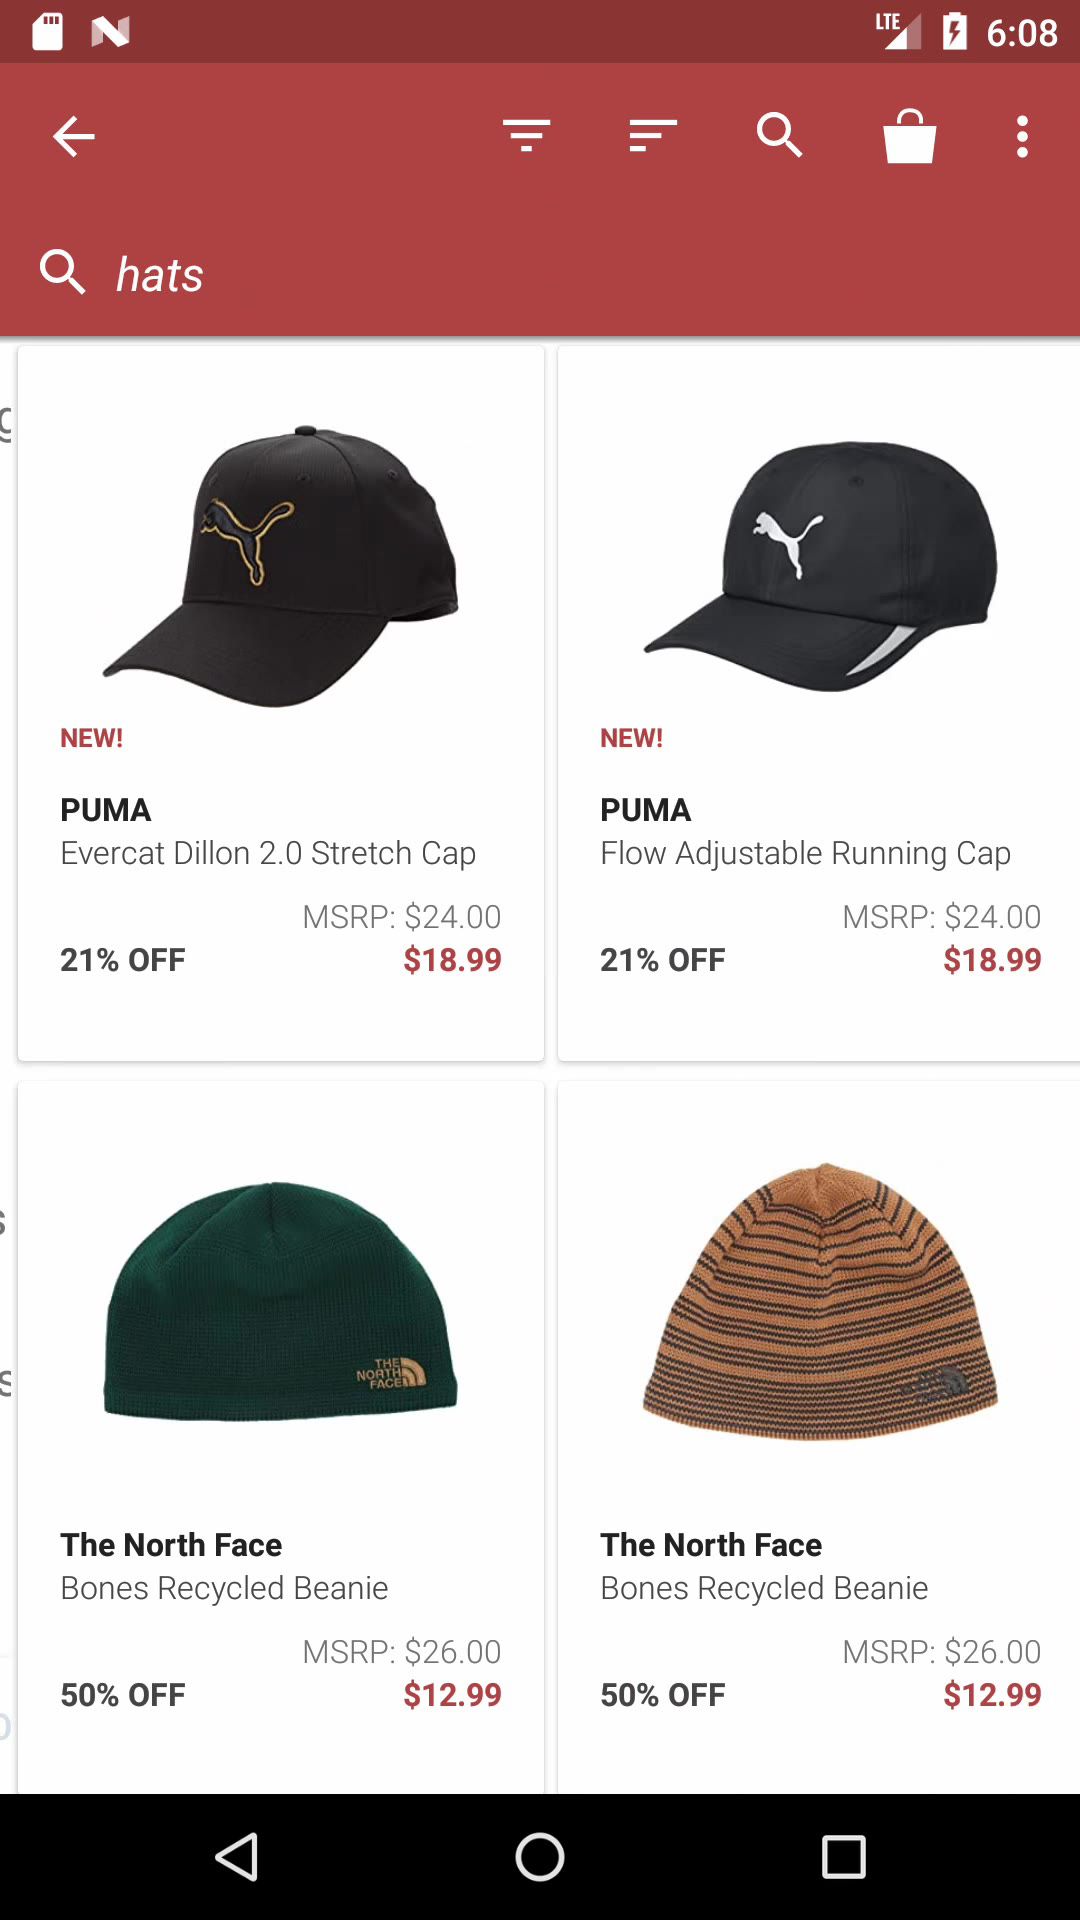 LTE 6:08
hats
NEW!
PUMA
Evercat Dillon 2.0 Stretch Cap
MSRP: $24.00
21% OFF $18.99
NEW!
PUMA
Flow Adjustable Running Cap
MSRP: $24.00
21% OFF $18.99
THE
NORTH
FACE
The North Face
Bones Recycled Beanie
MSRP: $26.00
50% OFF $12.99
The North Face
Bones Recycled Beanie
MSRP: $26.00
50% OFF $12.99